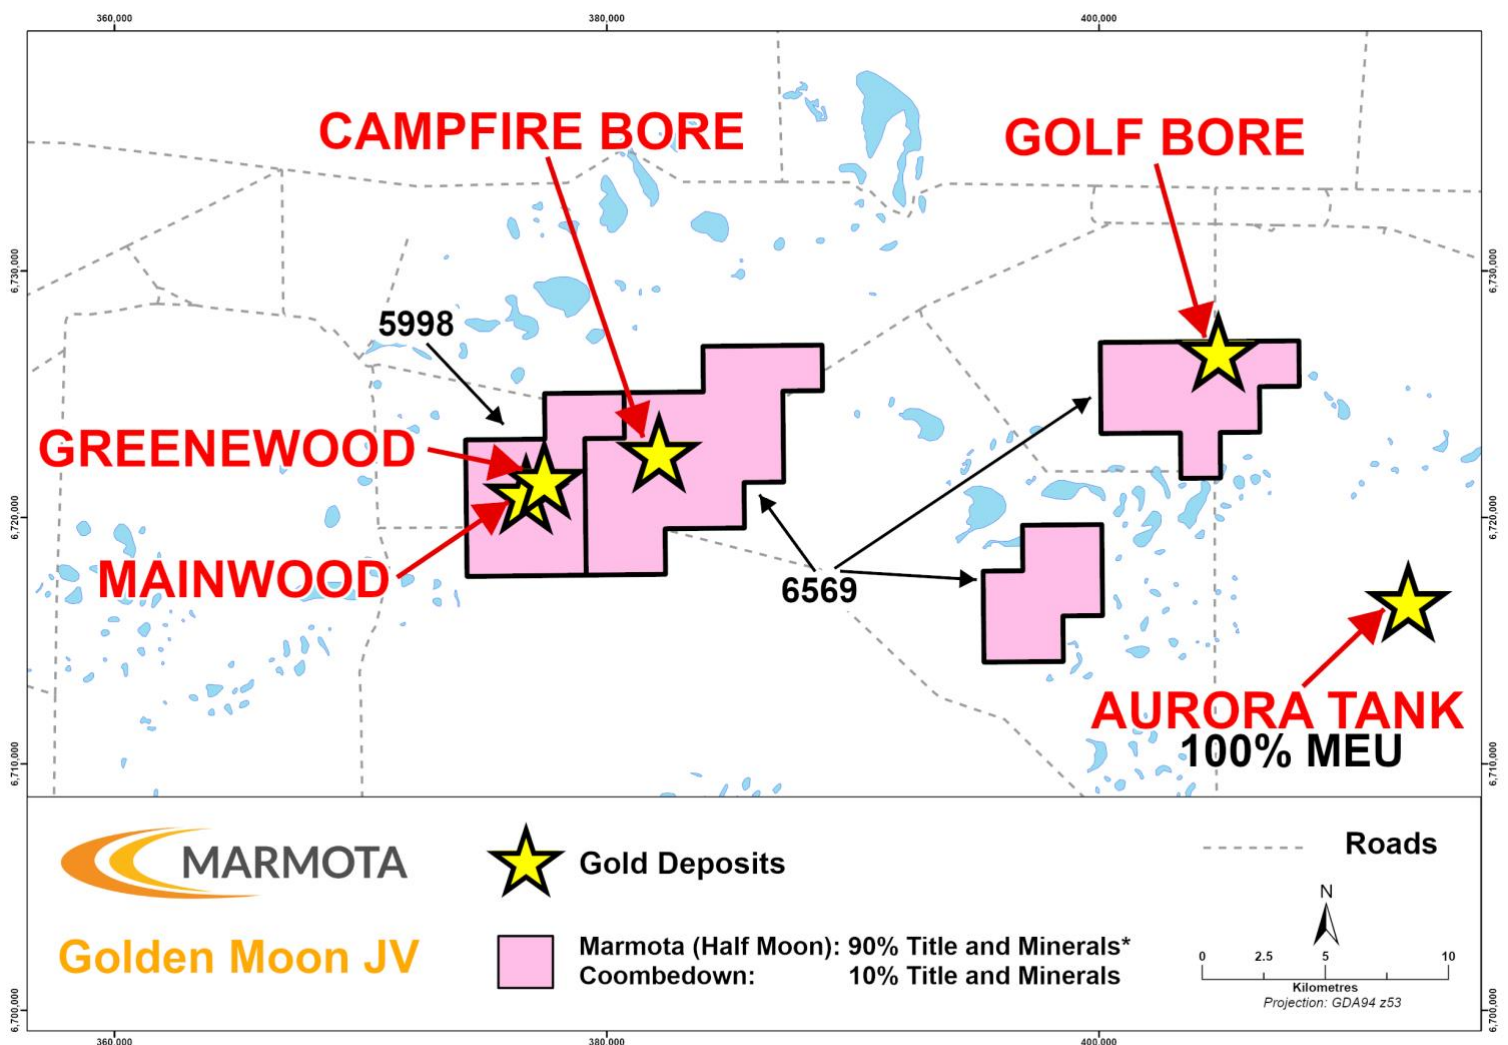 360,000
380,000
400,000
CAMPFIRE BORE
GOLF BORE
6,730,000
6,730,000
5998
GREENEWOOD
6,720,000
6,720,000
MAINWOOD
6569
AURORA TANK
100% MEU
6,710,000
6,710,000
MARMOTA
Golden Moon JV
Gold Deposits
Marmota (Half Moon): 90% Title and Minerals*
Coombedown: 10% Title and Minerals
Roads
N
0 2.5 5 10
Kilometres
Projection: GDA94 z53
6,700,000
6,700,000
360,000
380,000
400,000